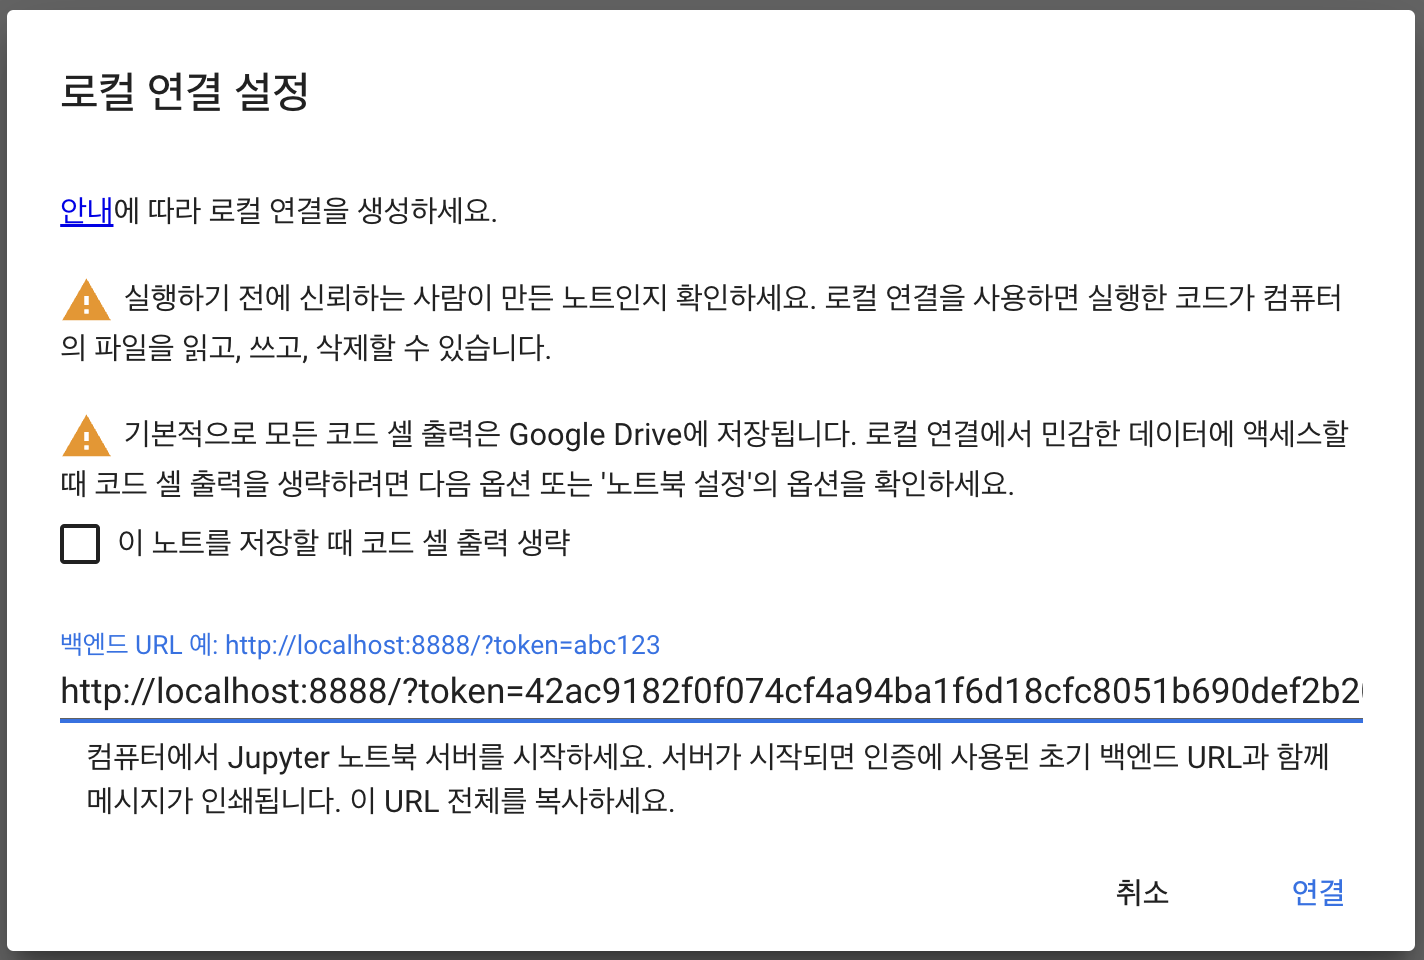 로컬 연결 설정
안내에 따라 로컬 연결을 생성하세요.
실행하기 전에 신뢰하는 사람이 만든 노트인지 확인하세요. 로컬 연결을 사용하면 실행한 코드가 컴퓨터
의 파일을 읽고, 쓰고, 삭제할 수 있습니다.
기본적으로 모든 코드 셀 출력은 Google Drive에 저장됩니다. 로컬 연결에서 민감한 데이터에 액세스할
때 코드 셀 출력을 생략하려면 다음 옵션 또는 '노트북 설정'의 옵션을 확인하세요.
이 노트를 저장할 때 코드 셀 출력 생략
백엔드 URL 예: http://localhost:8888/?token=abc123
http://localhost:8888/?token=42ac9182f0f074cf4a94ba1f6d18cfc8051b690def2b2
컴퓨터에서 Jupyter 노트북 서버를 시작하세요. 서버가 시작되면 인증에 사용된 초기 백엔드 URL과 함께
메시지가 인쇄됩니다. 이 URL 전체를 복사하세요.
취소 연결